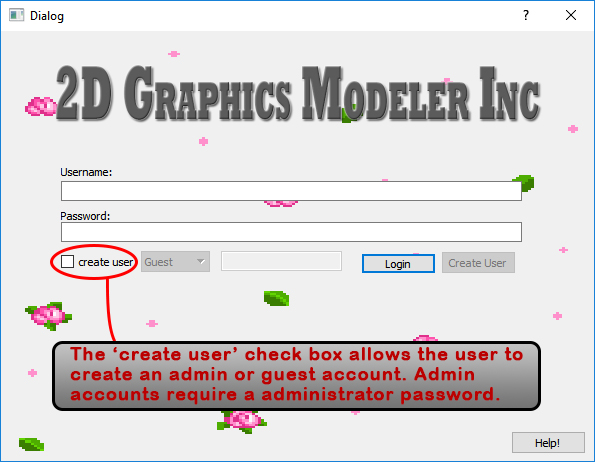 Dialog
2D Graphics Modeler Inc
Username:
Password:
create user Guest Login Create User
The ‘create user’ check box allows the user to
create an admin or guest account. Admin
accounts require a administrator password.
Help!